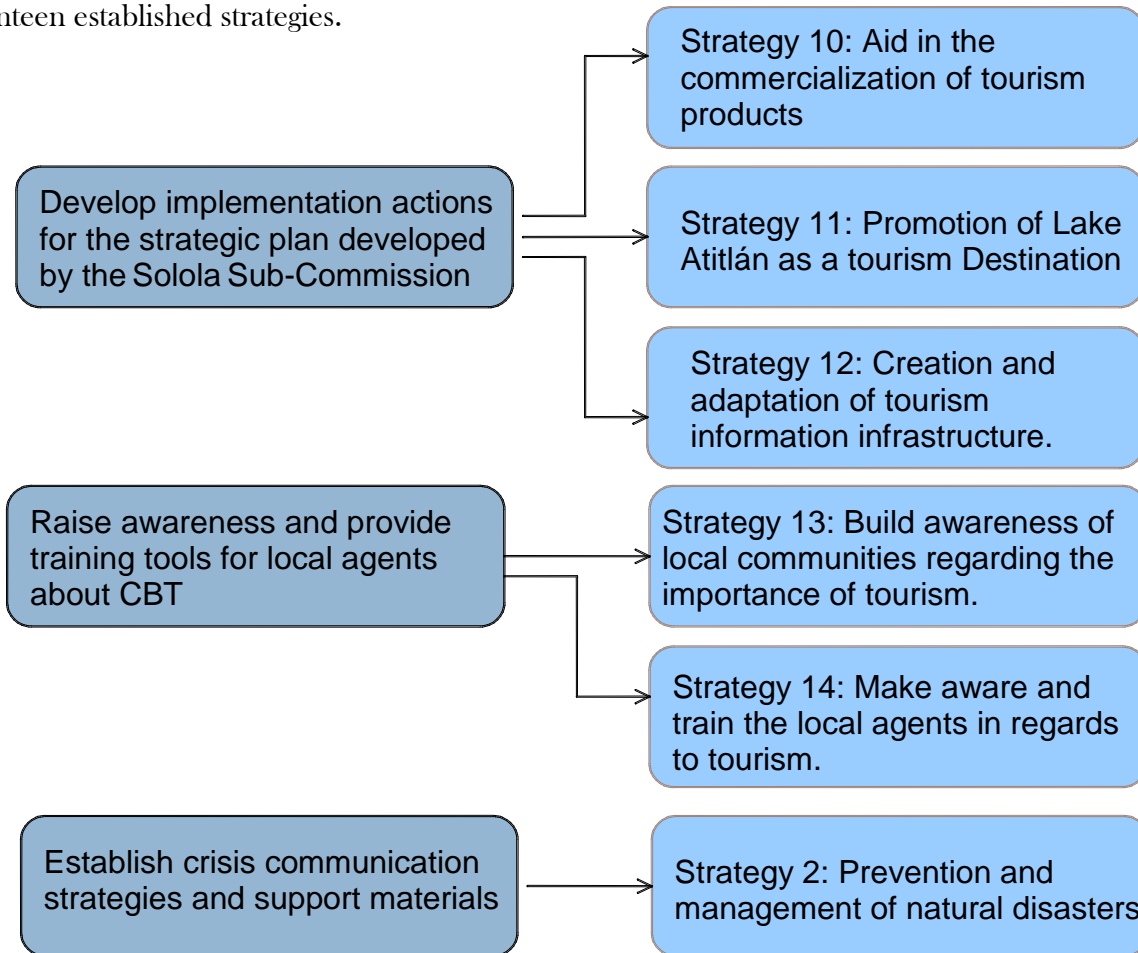 nteen established strategies.
Strategy 10: Aid in the
commercialization of tourism
products
Develop implementation actions
for the strategic plan developed
by the Solola Sub-Commission
Strategy 11: Promotion of Lake
Atitlán as a tourism Destination
Strategy 12: Creation and
adaptation of tourism
information infrastructure.
Raise awareness and provide
training tools for local agents
about CBT
Strategy 13: Build awareness of
local communities regarding the
importance of tourism.
Strategy 14: Make aware and
train the local agents in regards
to tourism.
Establish crisis communication
strategies and support materials
Strategy 2: Prevention and
management of natural disasters